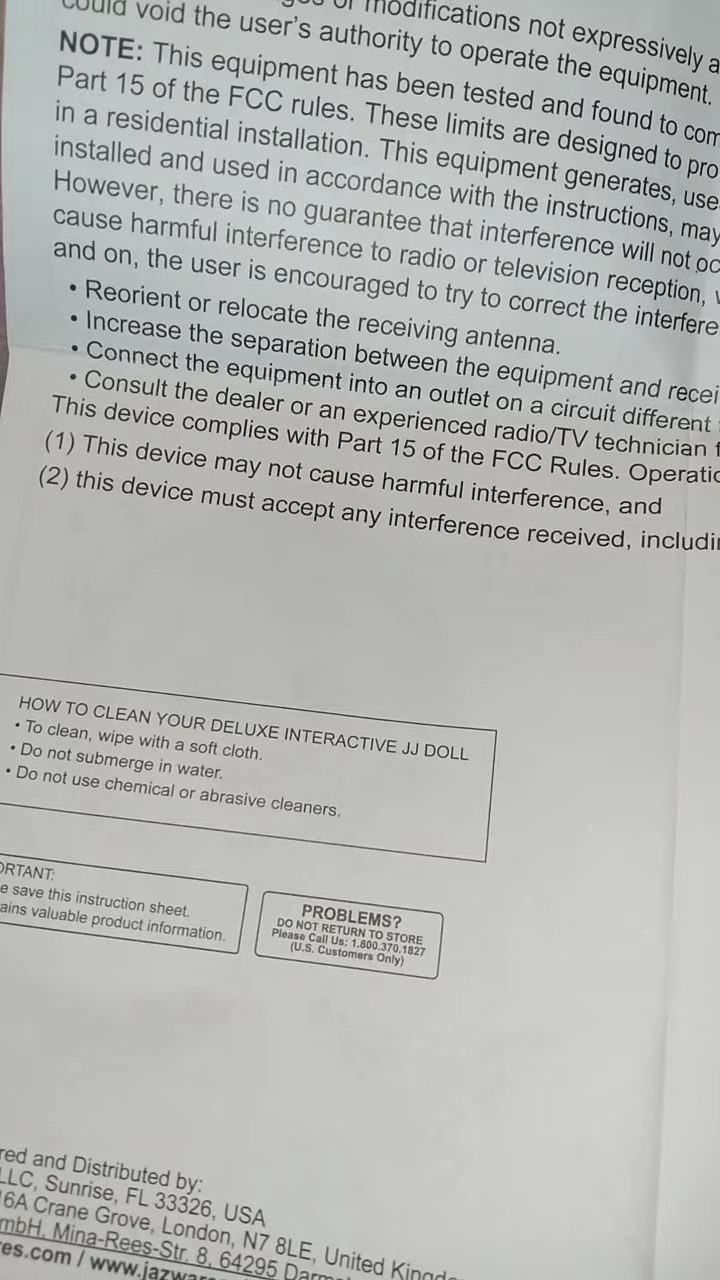 could void the user's authority to operate the equipment.
modifications not expressively
NOTE: This equipment has been tested and found to com
Part 15 of the FCC rules. These limits are designed to pro
in a residential installation. This equipment generates, use
installed and used in accordance with the instructions, may
However, there is no guarantee that interference will not oc
cause harmful interference to radio or television reception,
and on, the user is encouraged to try to correct the interfere
• Reorient or relocate the receiving antenna.
• Increase the separation between the equipment and recei
• Connect the equipment into an outlet on a circuit different
• Consult the dealer or an experienced radio/TV technician f
This device complies with Part 15 of the FCC Rules. Operatio
(1) This device may not cause harmful interference, and
(2) this device must accept any interference received, includin
HOW TO CLEAN YOUR DELUXE INTERACTIVE JJ DOLL
• To clean, wipe with a soft cloth.
• Do not submerge in water.
• Do not use chemical or abrasive cleaners.
ORTANT:
e save this instruction sheet.
ains valuable product information.
PROBLEMS?
DO NOT RETURN TO STORE
Please Call Us: 1.800.370.1827
(U.S. Customers Only)
red and Distributed by:
LLC, Sunrise, FL 33326, USA
16A Crane Grove, London, N7 8LE, United Kingdo
mbH, Mina-Rees-Str. 8, 64295 Darm
es.com / www.jazwa